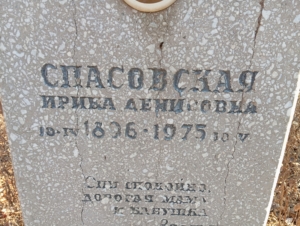 СПАСОВСКАЯ
ИРИНА ДЕНИСОВНА
10·IV 1896·1975 10·V
СПИ СПОКОЙНО,
ДОРОГАЯ МАМА
И БАБУШКА